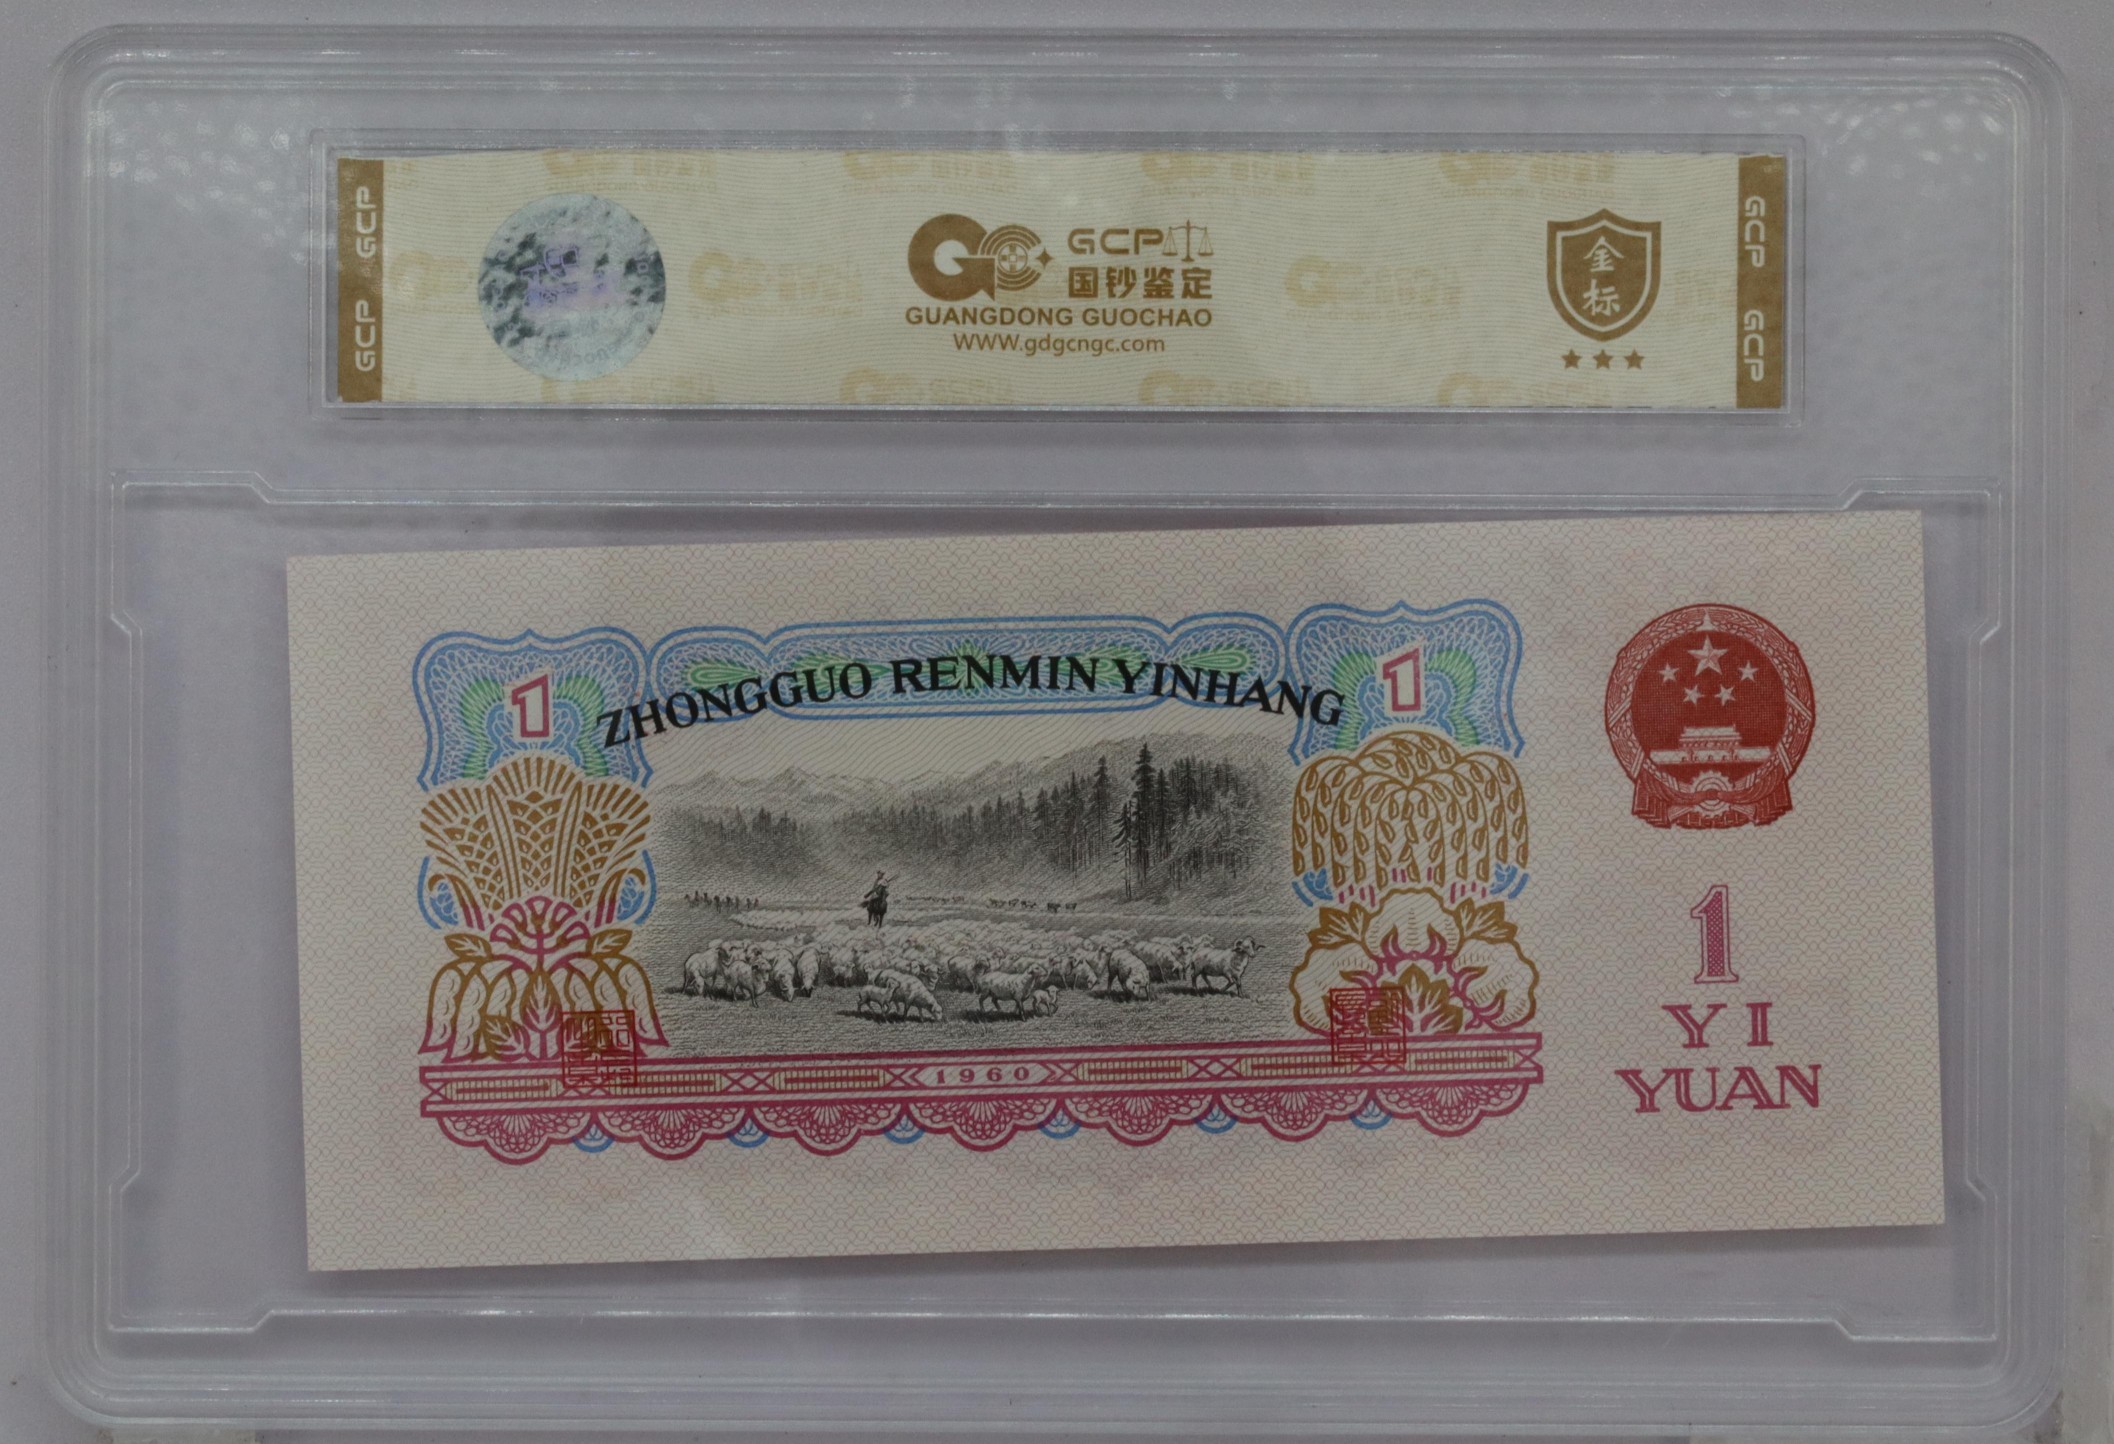 GCP
GCP
GCP
国钞鉴定
GUANGDONG GUOCHAO
WWW.gdgcngc.com
金
标
GCP
GCP
1
ZHONGGUO RENMIN YINHANG
1
1960
1
YI
YUAN